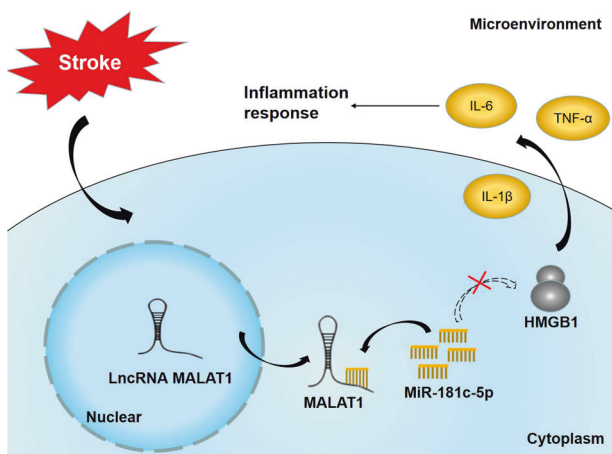 Microenvironment
Stroke
Inflammation
response
IL-6
TNF-α
IL-1β
HMGB1
LncRNA MALAT1
Nuclear
MALAT1
MiR-181c-5p
Cytoplasm